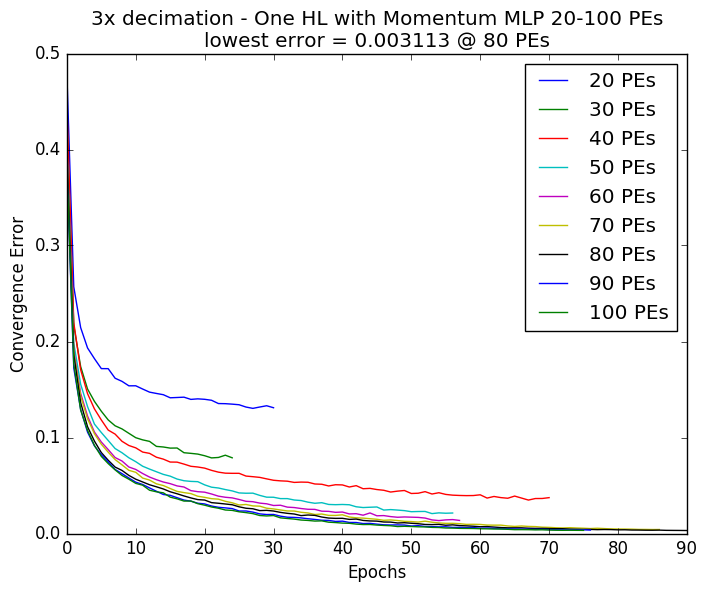 3x decimation - One HL with Momentum MLP 20-100 PEs
lowest error = 0.003113 @ 80 PEs
0.5
0.4
0.3
0.2
0.1
0.0
Convergence Error
20 PEs
30 PEs
40 PEs
50 PEs
60 PEs
70 PEs
80 PEs
90 PEs
100 PEs
0 10 20 30 40 50 60 70 80 90
Epochs